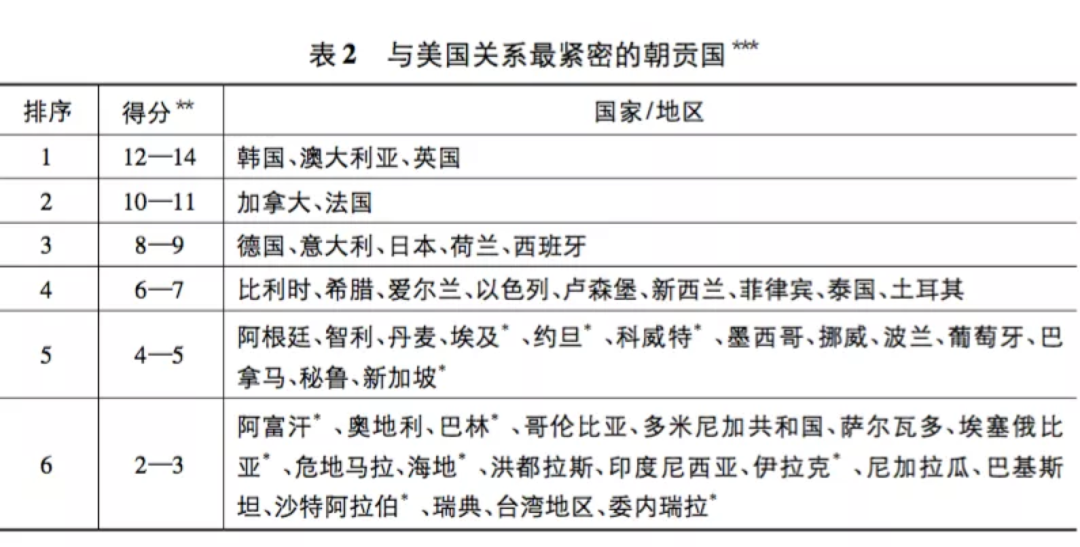 表2 与美国关系最紧密的朝贡国***
排序 得分** 国家/地区
1 12—14 韩国、澳大利亚、英国
2 10—11 加拿大、法国
3 8—9 德国、意大利、日本、荷兰、西班牙
4 6—7 比利时、希腊、爱尔兰、以色列、卢森堡、新西兰、菲律宾、泰国、土耳其
5 4—5 阿根廷、智利、丹麦、埃及*、约旦*、科威特*、墨西哥、挪威、波兰、葡萄牙、巴
拿马、秘鲁、新加坡*
6 2—3 阿富汗*、奥地利、巴林*、哥伦比亚、多米尼加共和国、萨尔瓦多、埃塞俄比
亚*、危地马拉、海地*、洪都拉斯、印度尼西亚、伊拉克*、尼加拉瓜、巴基斯
坦、沙特阿拉伯*、瑞典、台湾地区、委内瑞拉*